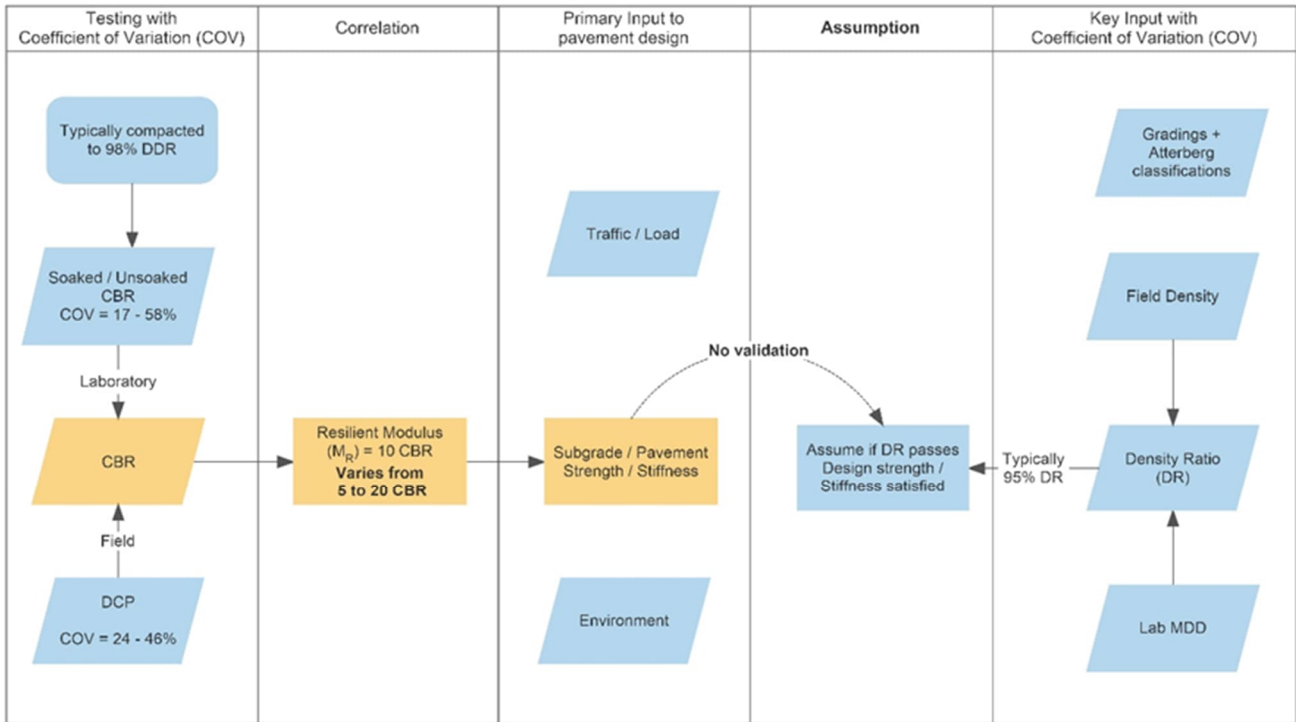 Testing with
Coefficient of Variation (COV)
Correlation
Primary Input to
pavement design
Assumption
Key Input with
Coefficient of Variation (COV)
Typically compacted
to 98% DDR
Soaked / Unsoaked
CBR
COV = 17 - 58%
Laboratory
CBR
Field
DCP
COV = 24 - 46%
Resilient Modulus
(MR) = 10 CBR
Varies from
5 to 20 CBR
Traffic / Load
Subgrade / Pavement
Strength / Stiffness
Environment
No validation
Assume if DR passes
Design strength /
Stiffness satisfied
Typically
95% DR
Gradings +
Atterberg
classifications
Field Density
Density Ratio
(DR)
Lab MDD